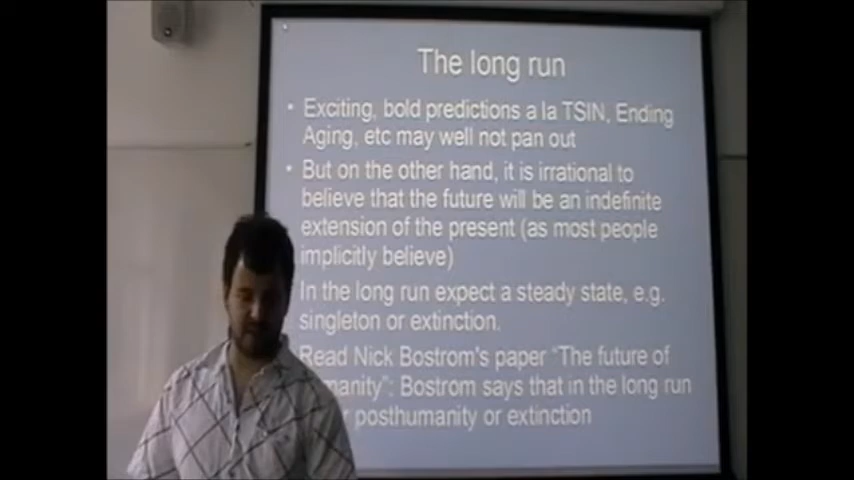 The long run
• Exciting, bold predictions a la TSIN, Ending
Aging, etc may well not pan out
• But on the other hand, it is irrational to
believe that the future will be an indefinite
extension of the present (as most people
implicitly believe)
In the long run expect a steady state, e.g.
singleton or extinction.
Read Nick Bostrom's paper "The future of
manity": Bostrom says that in the long run
posthumanity or extinction